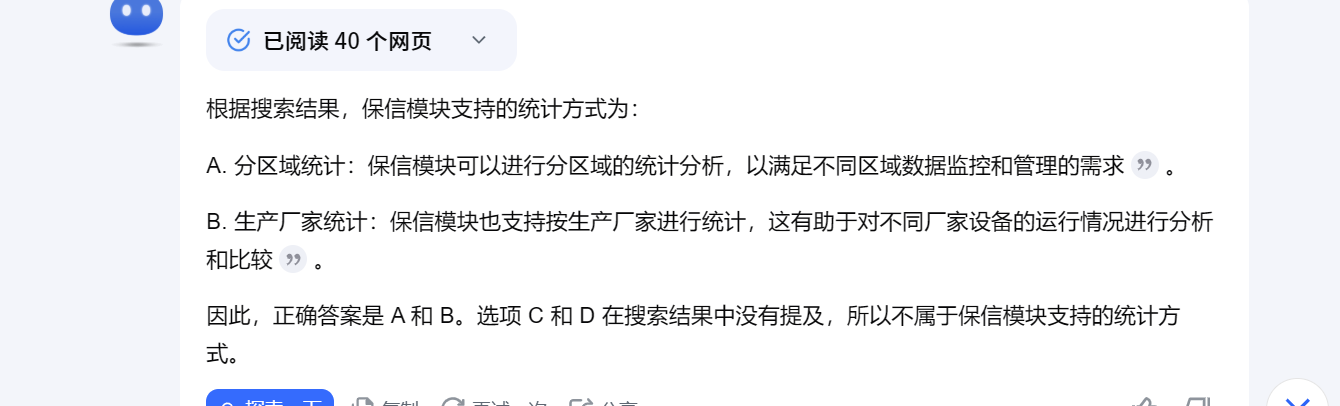 已阅读 40 个网页
根据搜索结果，保信模块支持的统计方式为：
A. 分区域统计：保信模块可以进行分区域的统计分析，以满足不同区域数据监控和管理的需求 ” 。
B. 生产厂家统计：保信模块也支持按生产厂家进行统计，这有助于对不同厂家设备的运行情况进行分析
和比较 ” 。
因此，正确答案是 A 和 B。选项 C 和 D 在搜索结果中没有提及，所以不属于保信模块支持的统计方
式。